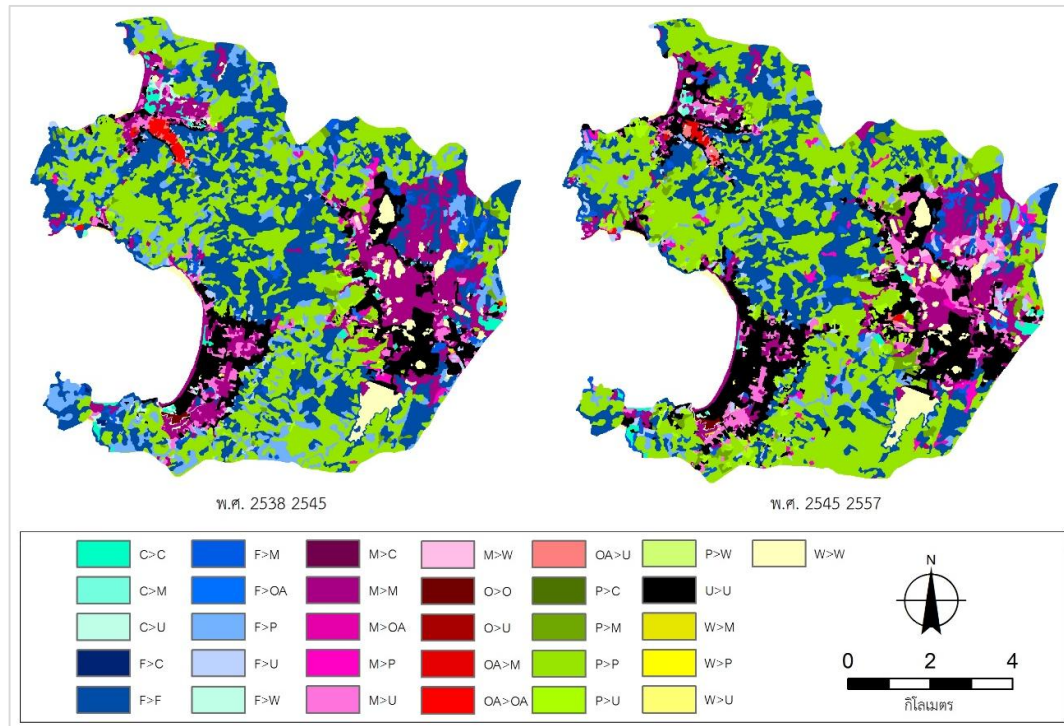 พ.ศ. 2538 2545
พ.ศ. 2545 2557
C>C
C>M
C>U
F>C
F>F
F>M
F>OA
F>P
F>U
F>W
M>C
M>M
M>OA
M>P
M>U
M>W
O>O
O>U
OA>M
OA>OA
OA>U
P>C
P>M
P>P
P>U
P>W
U>U
W>M
W>P
W>U
W>W
N
0 2 4
กิโลเมตร